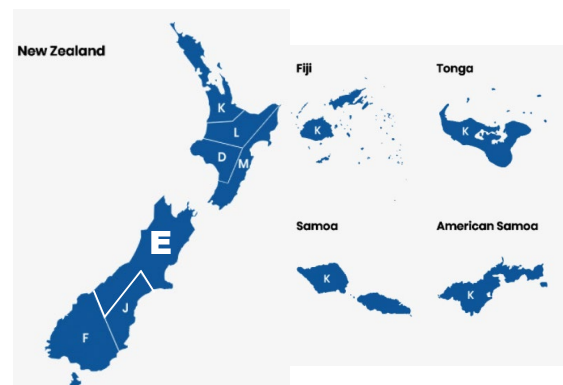 New Zealand
K
L
D
M
E
J
F
Fiji
K
Tonga
K
Samoa
K
American Samoa
K